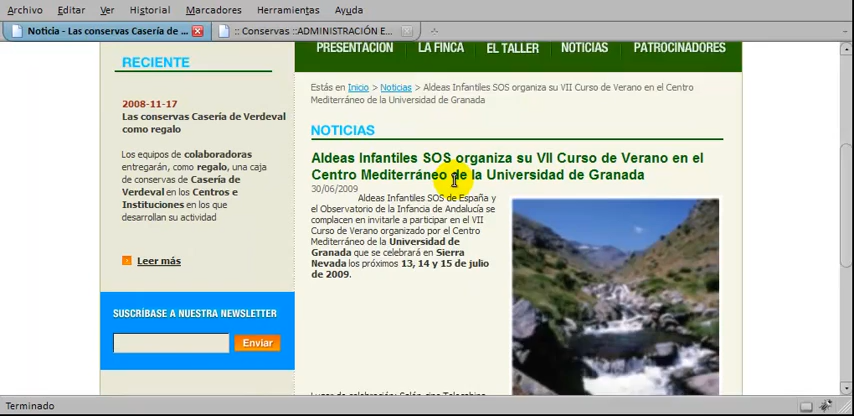 Archivo Editar Ver Historial Marcadores Herramientas Ayuda
Noticia - Las conservas Casería de ... :: Conservas ::ADMINISTRACIÓN E...
PRESENTACIÓN LA FINCA EL TALLER NOTICIAS PATROCINADORES
RECIENTE
2008-11-17
Las conservas Casería de Verdeval
como regalo
Los equipos de colaboradores
entregarán, como regalo, una caja
de conservas de Casería de
Verdeval en los Centros e
Instituciones en los que
desarrollan su actividad
Leer más
SUSCRÍBASE A NUESTRA NEWSLETTER
Enviar
Estás en Inicio > Noticias > Aldeas Infantiles SOS organiza su VII Curso de Verano en el Centro
Mediterráneo de la Universidad de Granada
NOTICIAS
Aldeas Infantiles SOS organiza su VII Curso de Verano en el
Centro Mediterráneo de la Universidad de Granada
30/06/2009
Aldeas Infantiles SOS de España y
el Observatorio de la Infancia de Andalucía se
complacen en invitarle a participar en el VII
Curso de Verano organizado por el Centro
Mediterráneo de la Universidad de
Granada que se celebrará en Sierra
Nevada los próximos 13, 14 y 15 de julio
de 2009.
Terminado